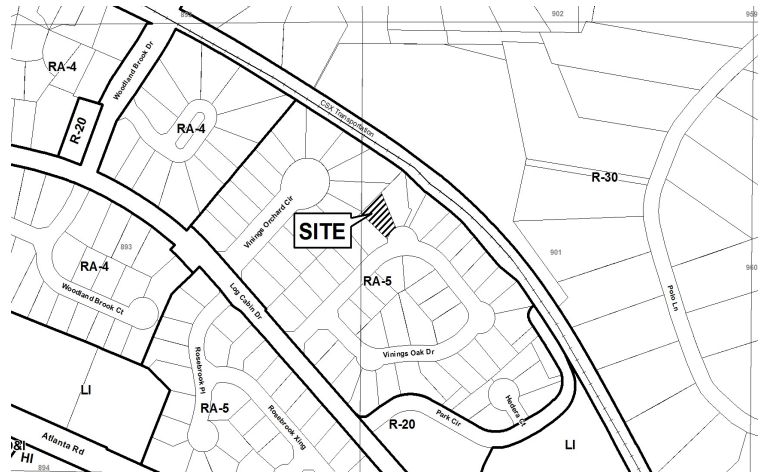 902
959
RA-4
Woodland Brook Dr
R-20
RA-4
CSX Transportation
R-30
Vinings Orchard Cir
SITE
893
901
960
RA-4
RA-5
Woodland Brook Ct
Log Cabin Dr
Polo Ln
Vinings Oak Dr
Rosebrook Pl
LI
RA-5
Rosebrook Xing
R-20
Park Cir
Hedera Ct
LI
Atlanta Rd
HI
894